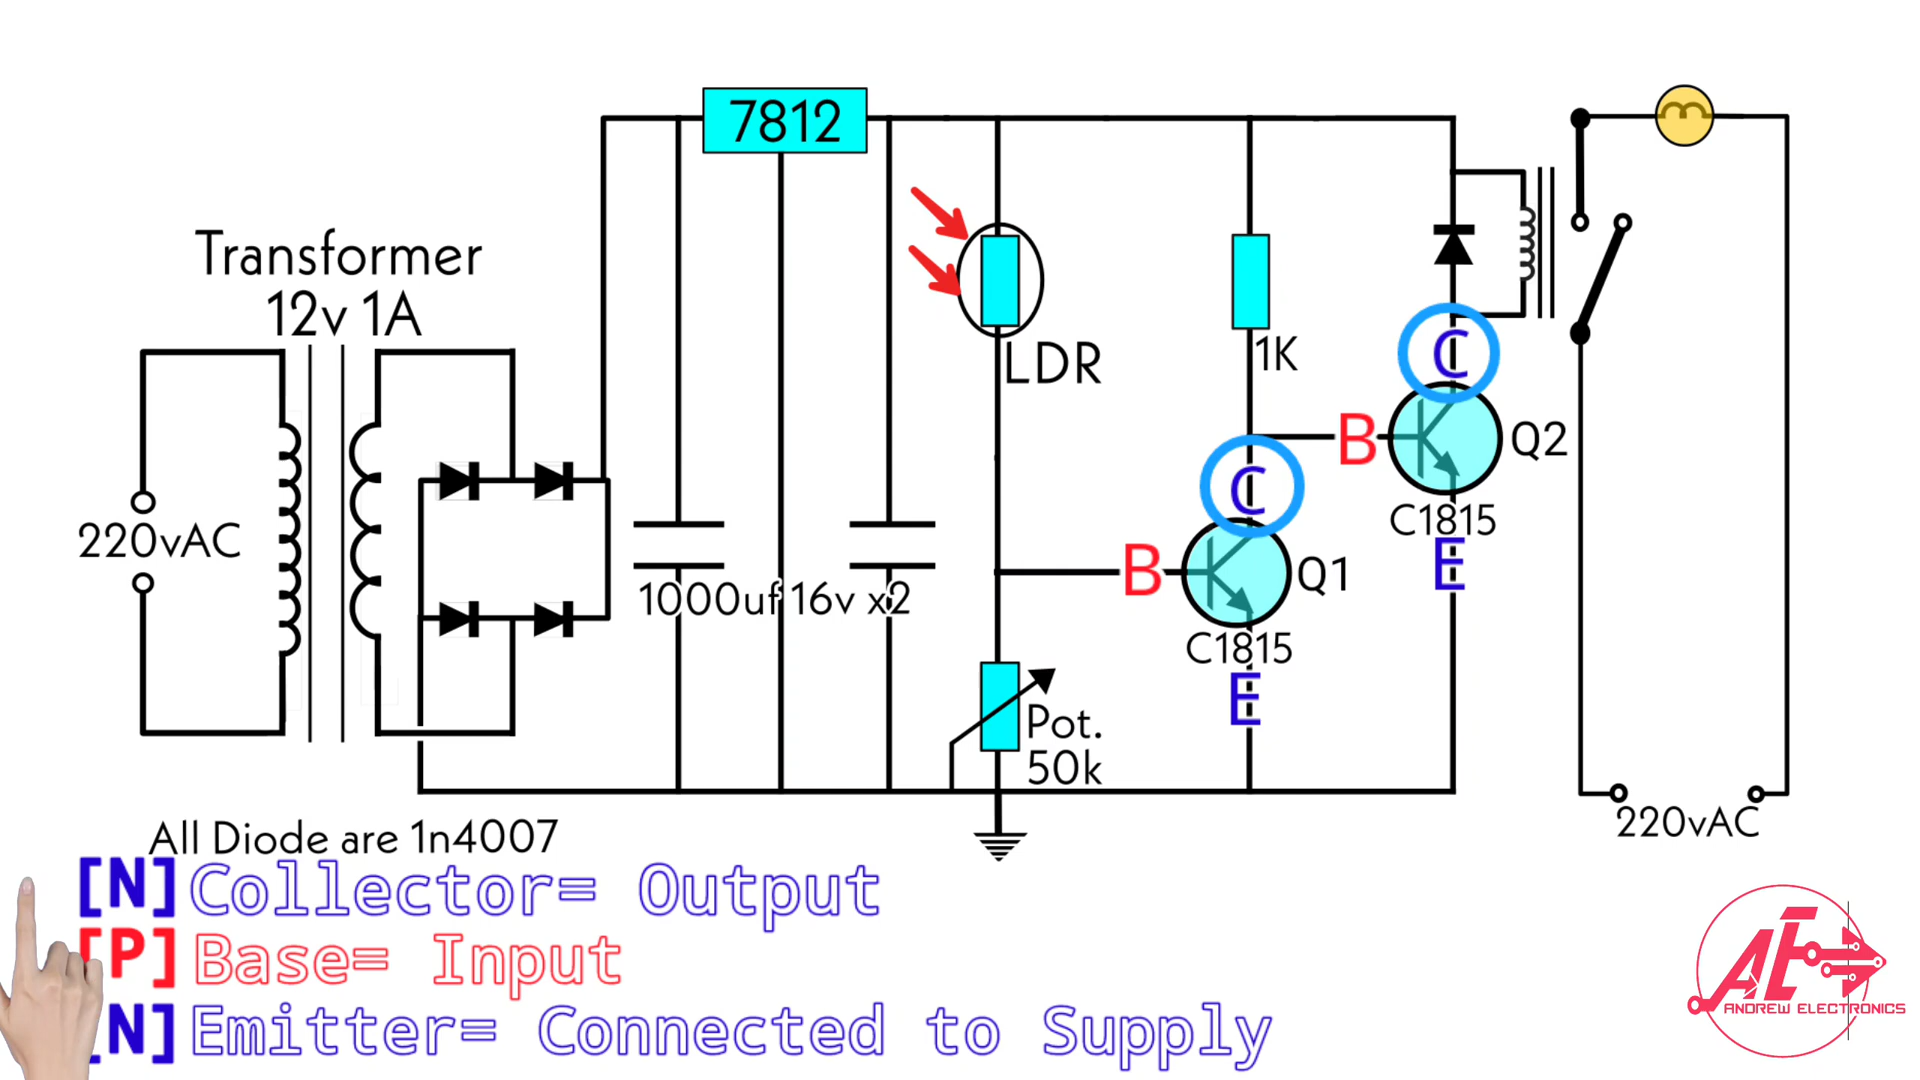 7812
Transformer
12v 1A
LDR
1K
C
B
Q2
C1815
E
C
B
Q1
C1815
E
220vAC
1000uf 16v x2
Pot.
50k
220vAC
All Diode are 1n4007
[N] Collector= Output
[P] Base= Input
[N] Emitter= Connected to Supply
AE
ANDREW ELECTRONICS